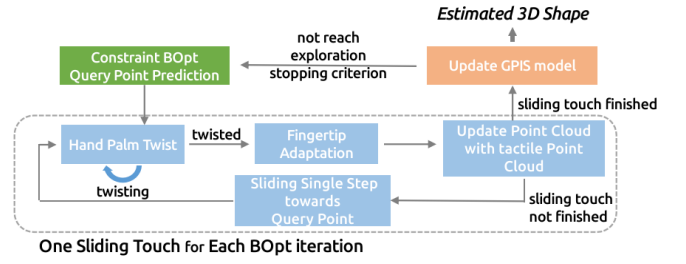 Estimated 3D Shape
not reach
exploration
stopping criterion
Constraint BOpt
Query Point Prediction
Update GPIS model
sliding touch finished
Hand Palm Twist
twisted
Fingertip
Adaptation
Update Point Cloud
with tactile Point
Cloud
twisting
Sliding Single Step
towards
Query Point
sliding touch
not finished
One Sliding Touch for Each BOpt iteration